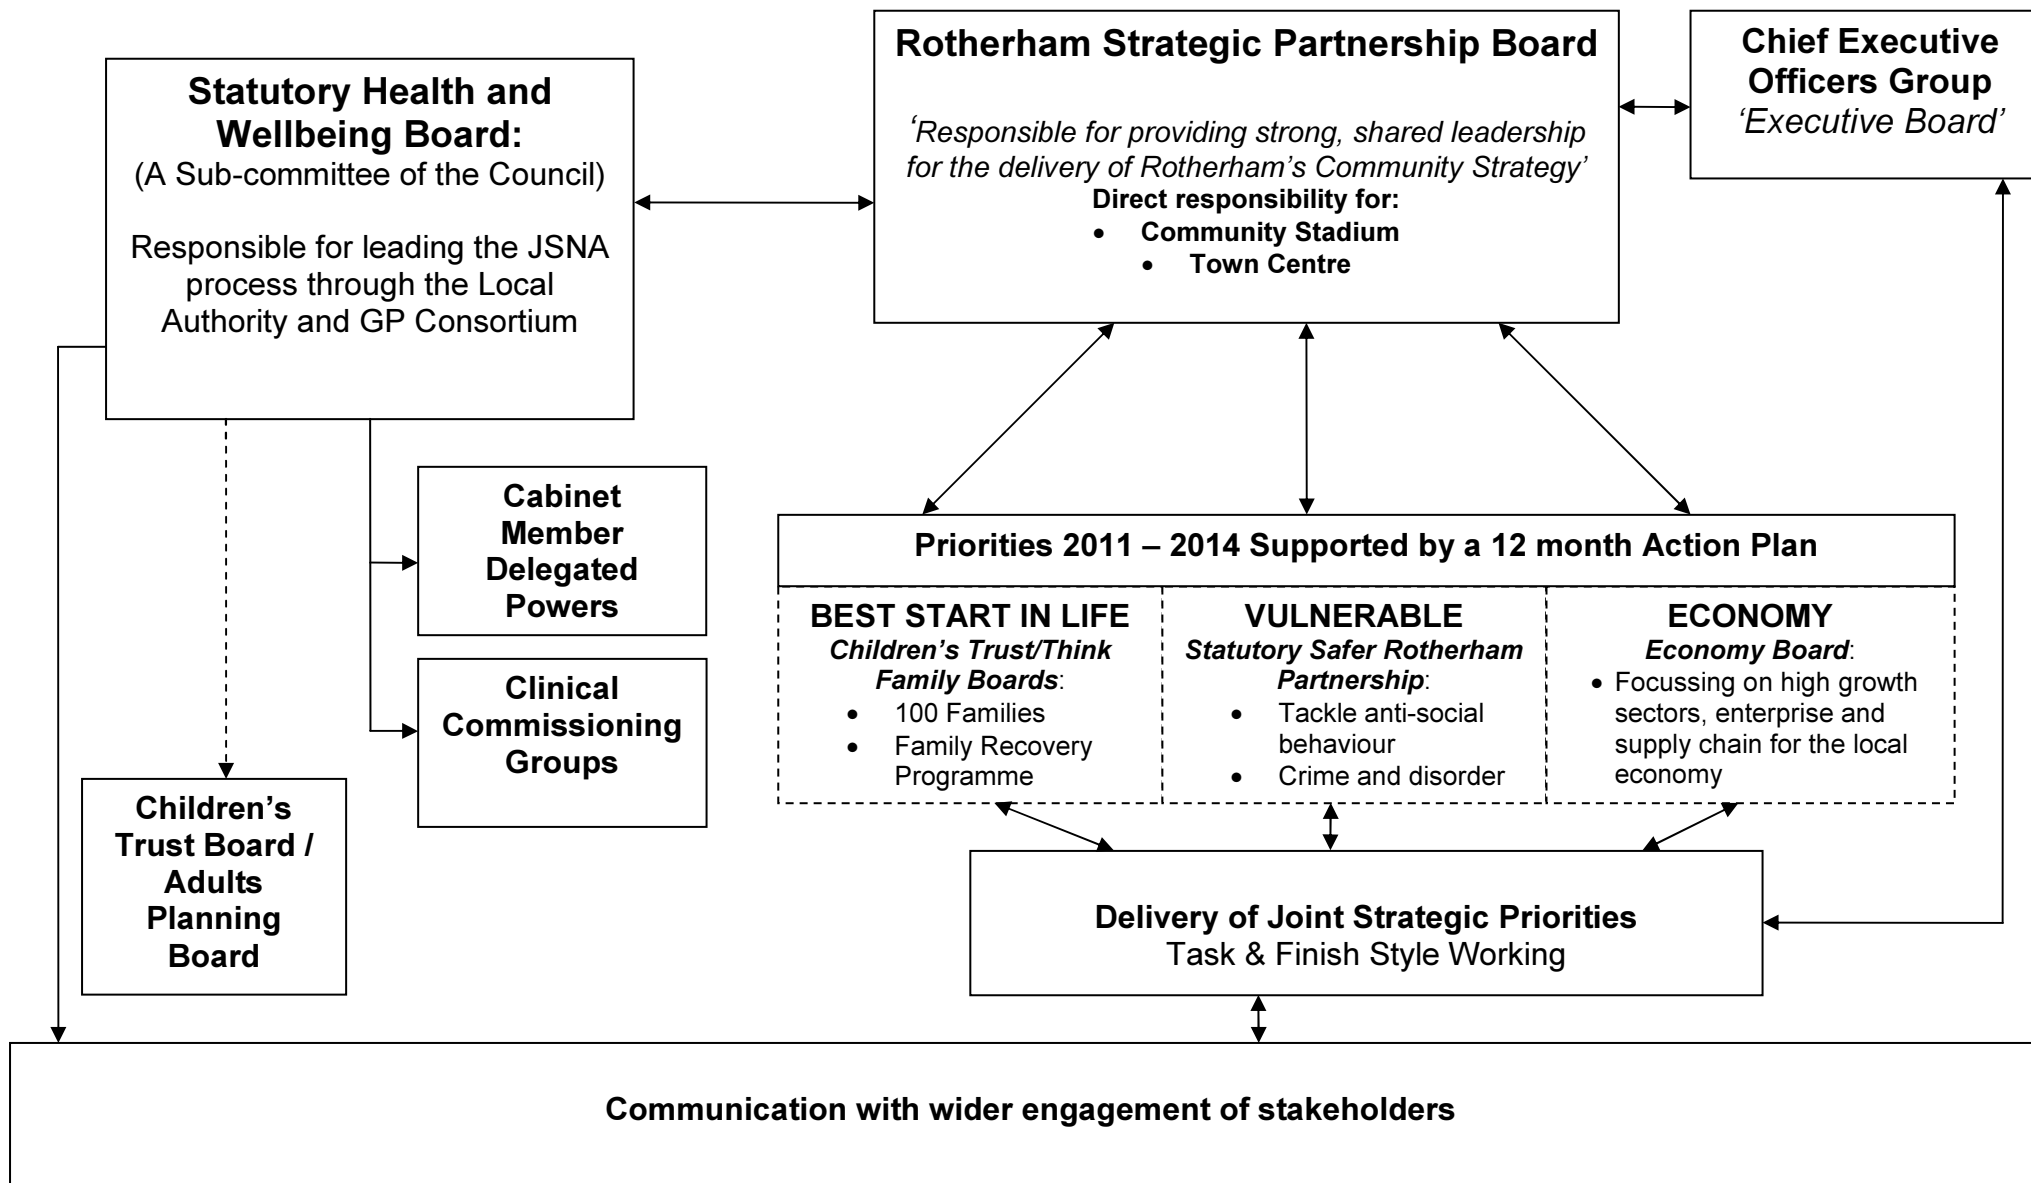 Statutory Health and
Wellbeing Board:
(A Sub-committee of the Council)
Responsible for leading the JSNA
process through the Local
Authority and GP Consortium
Rotherham Strategic Partnership Board
‘Responsible for providing strong, shared leadership
for the delivery of Rotherham’s Community Strategy’
Direct responsibility for:
• Community Stadium
• Town Centre
Chief Executive
Officers Group
‘Executive Board’
Cabinet
Member
Delegated
Powers
Clinical
Commissioning
Groups
Children’s
Trust Board /
Adults
Planning
Board
Priorities 2011 – 2014 Supported by a 12 month Action Plan
BEST START IN LIFE
Children’s Trust/Think
Family Boards:
• 100 Families
• Family Recovery
Programme
VULNERABLE
Statutory Safer Rotherham
Partnership:
• Tackle anti-social
behaviour
• Crime and disorder
ECONOMY
Economy Board:
• Focussing on high growth
sectors, enterprise and
supply chain for the local
economy
Delivery of Joint Strategic Priorities
Task & Finish Style Working
Communication with wider engagement of stakeholders